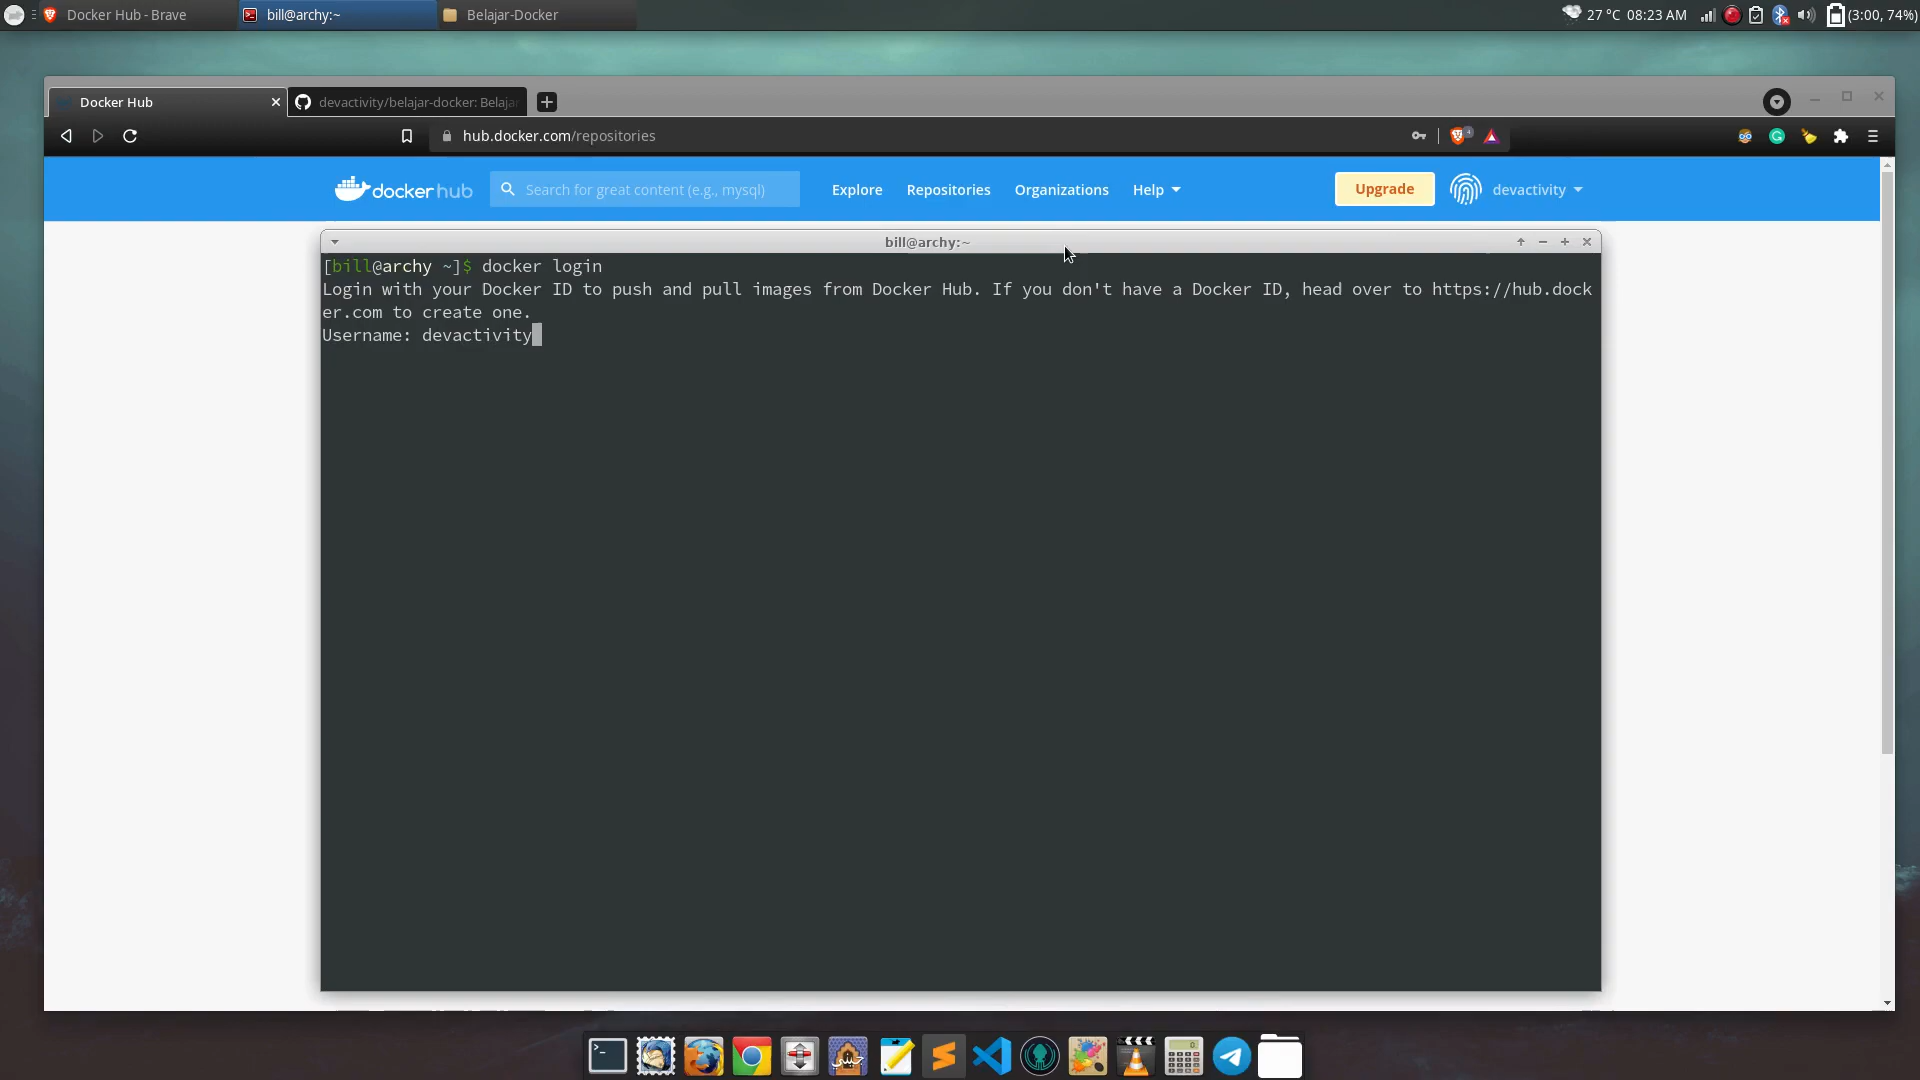 Docker Hub - Brave
bill@archy:~
Belajar-Docker
27 °C 08:23 AM
(3:00, 74%)
Docker Hub
devactivity/belajar-docker: Belaja
hub.docker.com/repositories
4
docker hub
Search for great content (e.g., mysql)
Explore
Repositories
Organizations
Help
Upgrade
devactivity
bill@archy:~
[bill@archy ~]$ docker login
Login with your Docker ID to push and pull images from Docker Hub. If you don't have a Docker ID, head over to https://hub.dock
er.com to create one.
Username: devactivity